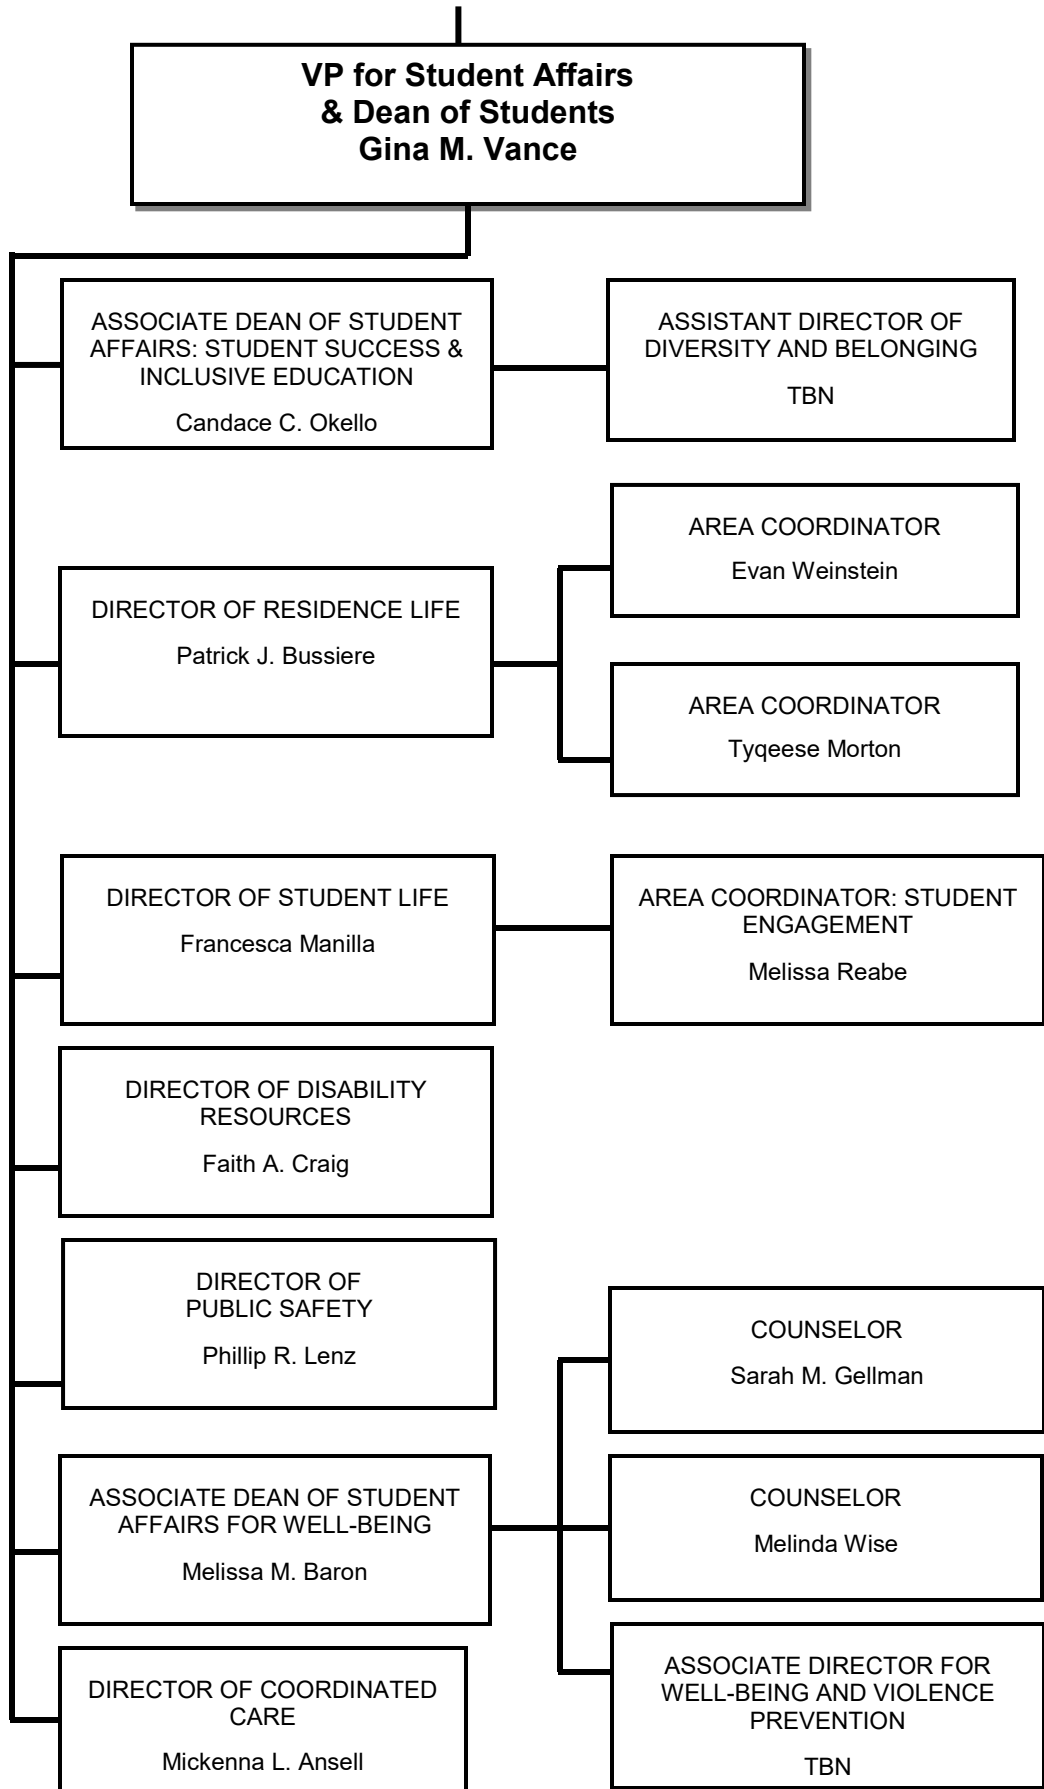 VP for Student Affairs
& Dean of Students
Gina M. Vance
ASSOCIATE DEAN OF STUDENT
AFFAIRS: STUDENT SUCCESS &
INCLUSIVE EDUCATION
Candace C. Okello
ASSISTANT DIRECTOR OF
DIVERSITY AND BELONGING
TBN
DIRECTOR OF RESIDENCE LIFE
Patrick J. Bussiere
AREA COORDINATOR
Evan Weinstein
AREA COORDINATOR
Tyqeese Morton
DIRECTOR OF STUDENT LIFE
Francesca Manilla
AREA COORDINATOR: STUDENT
ENGAGEMENT
Melissa Reabe
DIRECTOR OF DISABILITY
RESOURCES
Faith A. Craig
DIRECTOR OF
PUBLIC SAFETY
Phillip R. Lenz
ASSOCIATE DEAN OF STUDENT
AFFAIRS FOR WELL-BEING
Melissa M. Baron
COUNSELOR
Sarah M. Gellman
COUNSELOR
Melinda Wise
ASSOCIATE DIRECTOR FOR
WELL-BEING AND VIOLENCE
PREVENTION
TBN
DIRECTOR OF COORDINATED
CARE
Mickenna L. Ansell